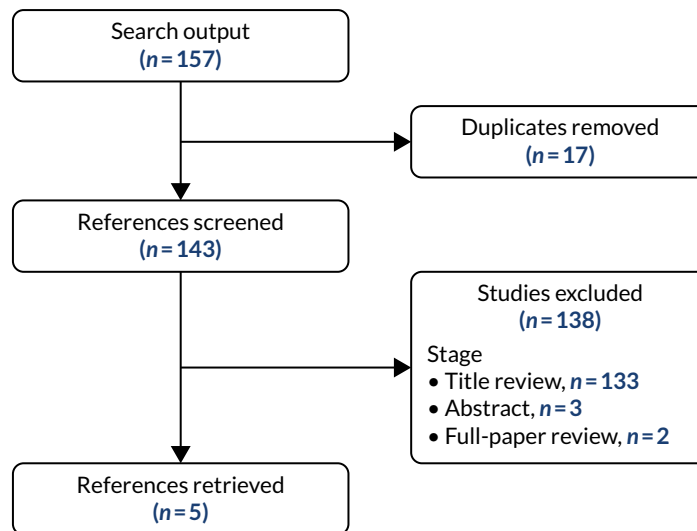 Search output
(n=157)
Duplicates removed
(n=17)
References screened
(n=143)
Studies excluded
(n=138)
Stage
• Title review, n=133
• Abstract, n=3
• Full-paper review, n=2
References retrieved
(n=5)